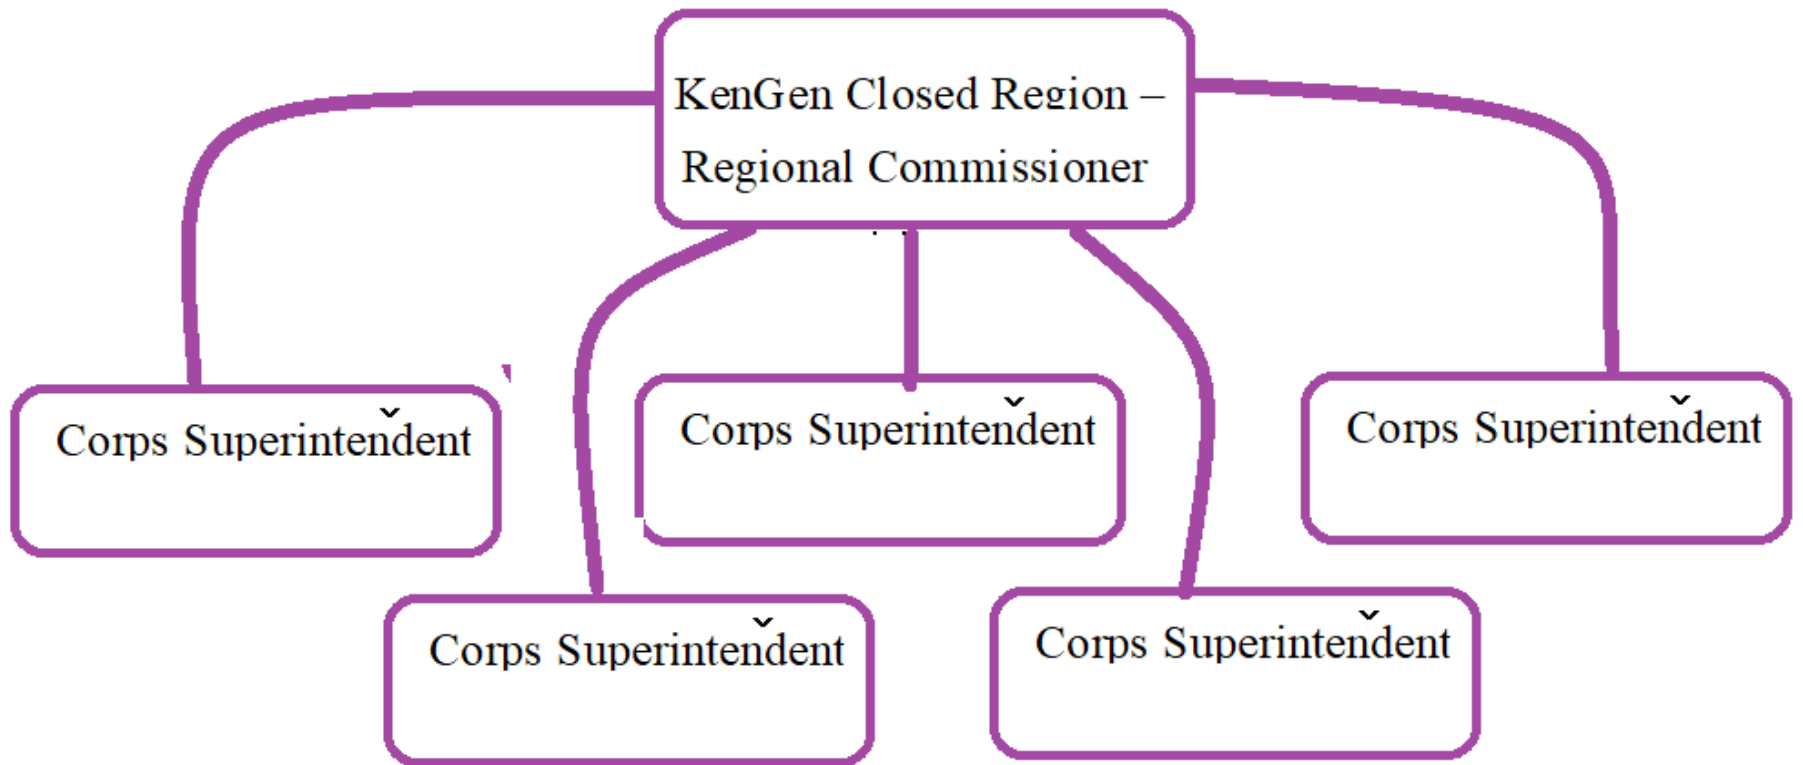 KenGen Closed Region –
Regional Commissioner
Corps Superintendent
Corps Superintendent
Corps Superintendent
Corps Superintendent
Corps Superintendent